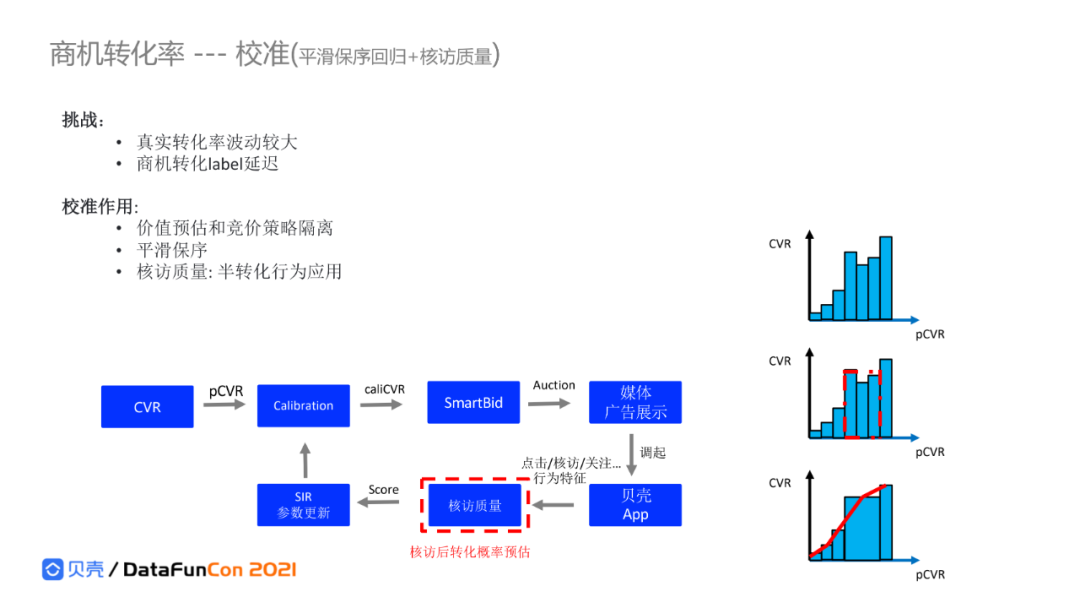 商机转化率 --- 校准(平滑保序回归+核访质量)
挑战:
• 真实转化率波动较大
• 商机转化label延迟
校准作用:
• 价值预估和竞价策略隔离
• 平滑保序
• 核访质量: 半转化行为应用
CVR
pCVR
CVR
pCVR
CVR
pCVR
CVR
pCVR
Calibration
caliCVR
SmartBid
Auction
媒体
广告展示
调起
点击/核访/关注...
行为特征
贝壳
App
核访质量
核访后转化概率预估
Score
SIR
参数更新
贝壳 / DataFunCon 2021